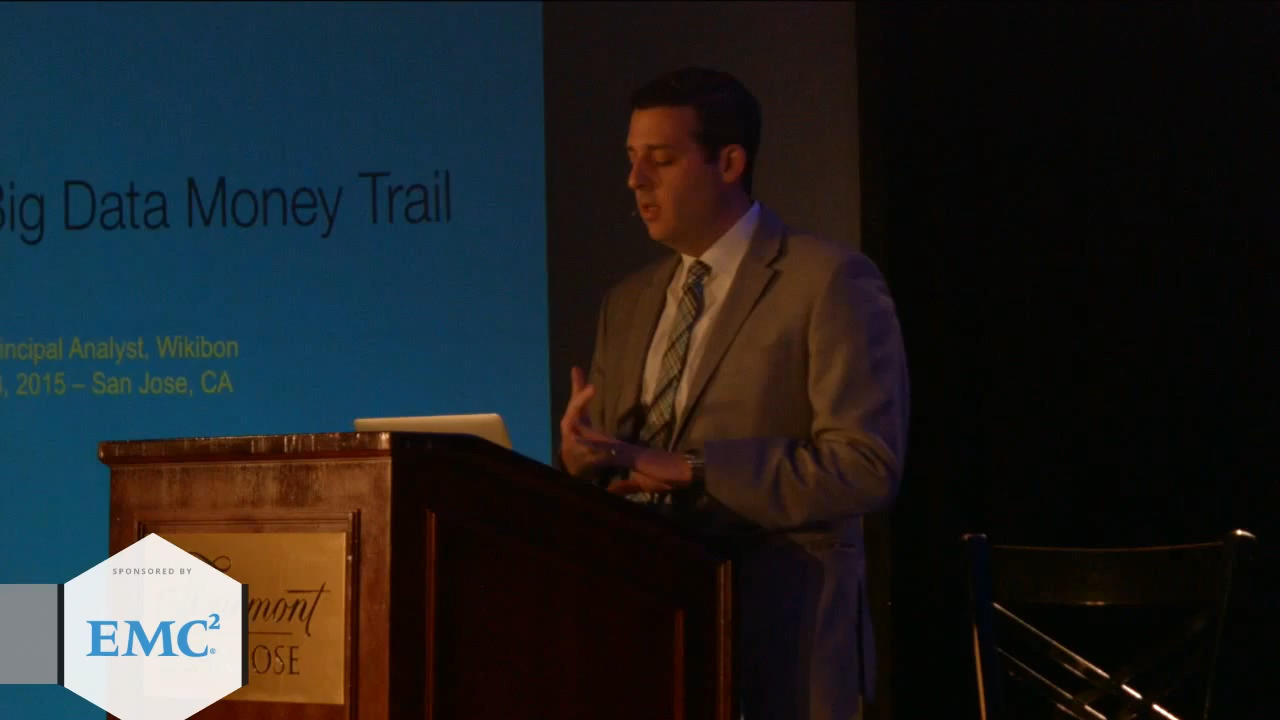 Big Data Money Trail
incipal Analyst, Wikibon
, 2015 – San Jose, CA
mont
OSE
SPONSORED BY
EMC²